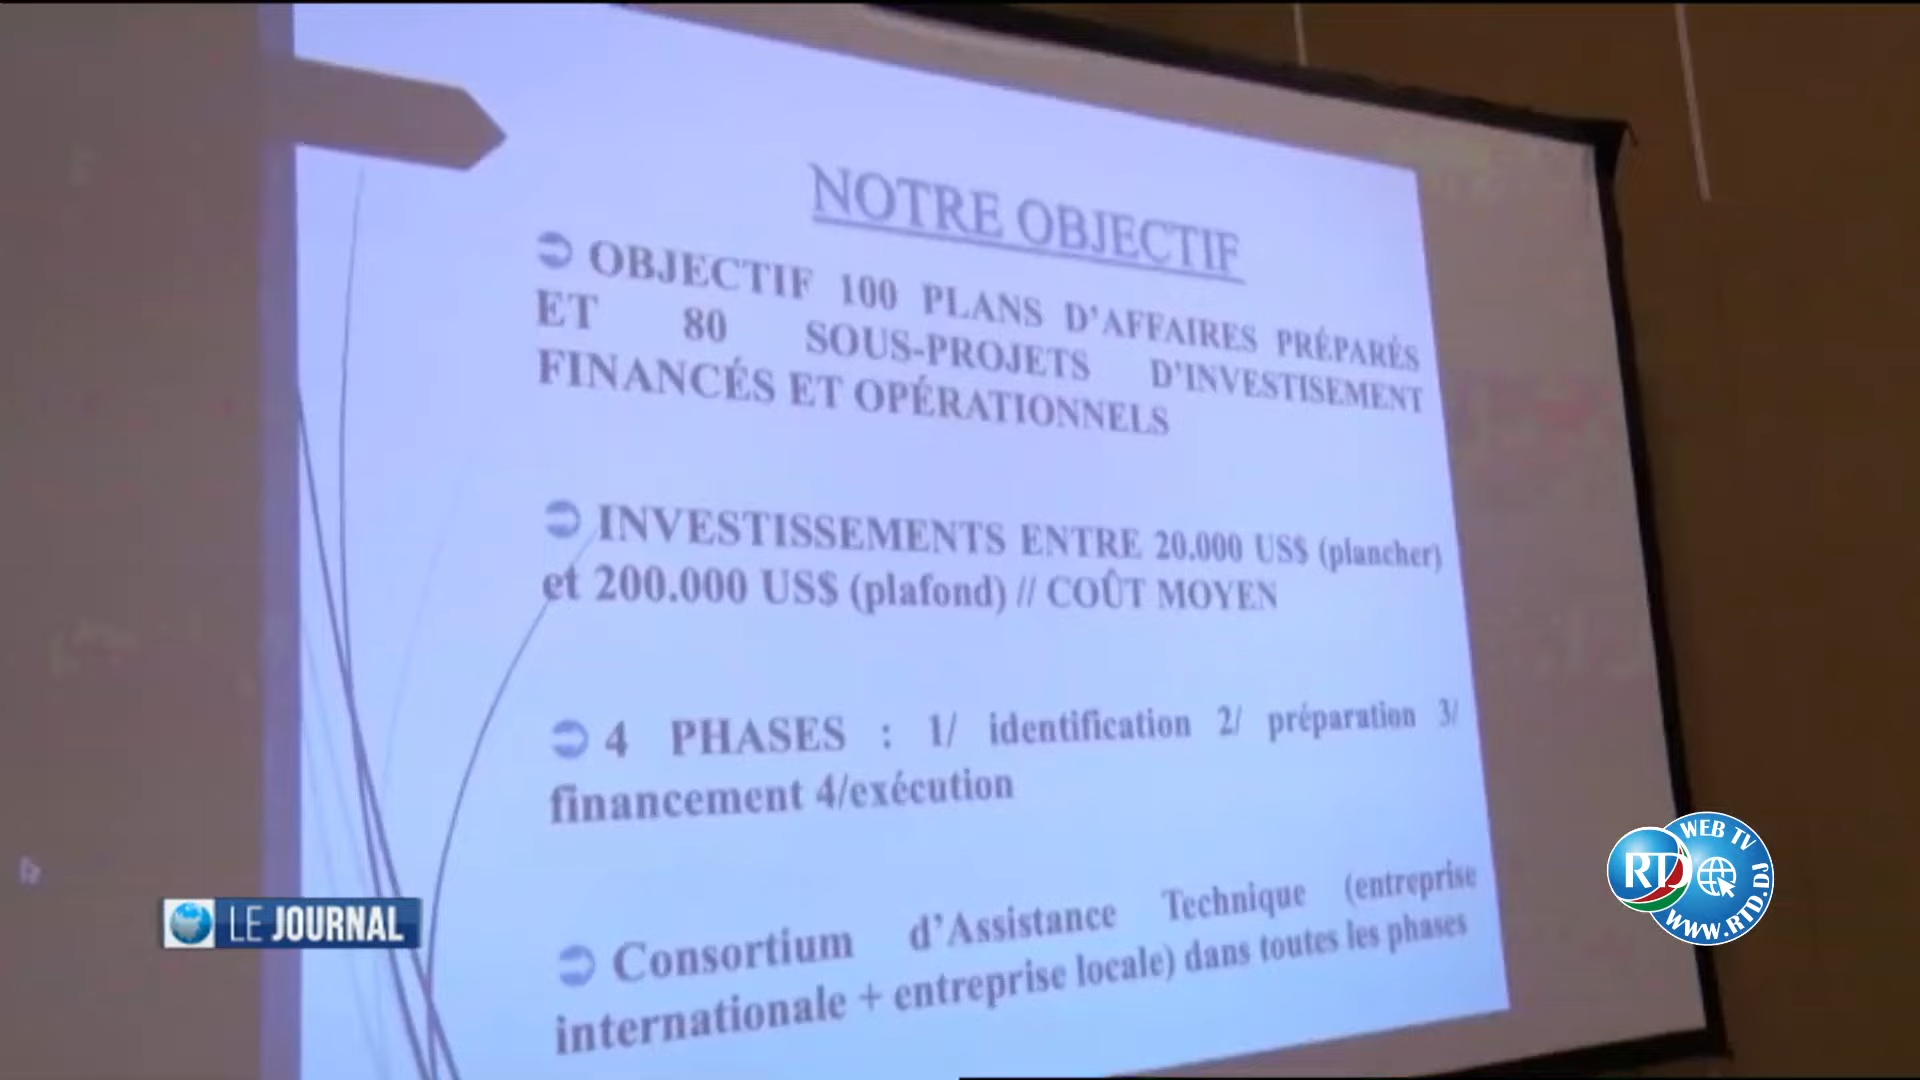 NOTRE OBJECTIF
OBJECTIF 100 PLANS D'AFFAIRES PRÉPARÉS
ET 80 SOUS-PROJETS D'INVESTISEMENT
FINANCÉS ET OPÉRATIONNELS
INVESTISSEMENTS ENTRE 20.000 US$ (plancher)
et 200.000 US$ (plafond) // COÛT MOYEN
4 PHASES : 1/ identification 2/ préparation 3/
financement 4/exécution
Consortium d'Assistance Technique (entreprise
internationale + entreprise locale) dans toutes les phases
LE JOURNAL
WEB TV
RTD
WWW.RTD.DJ